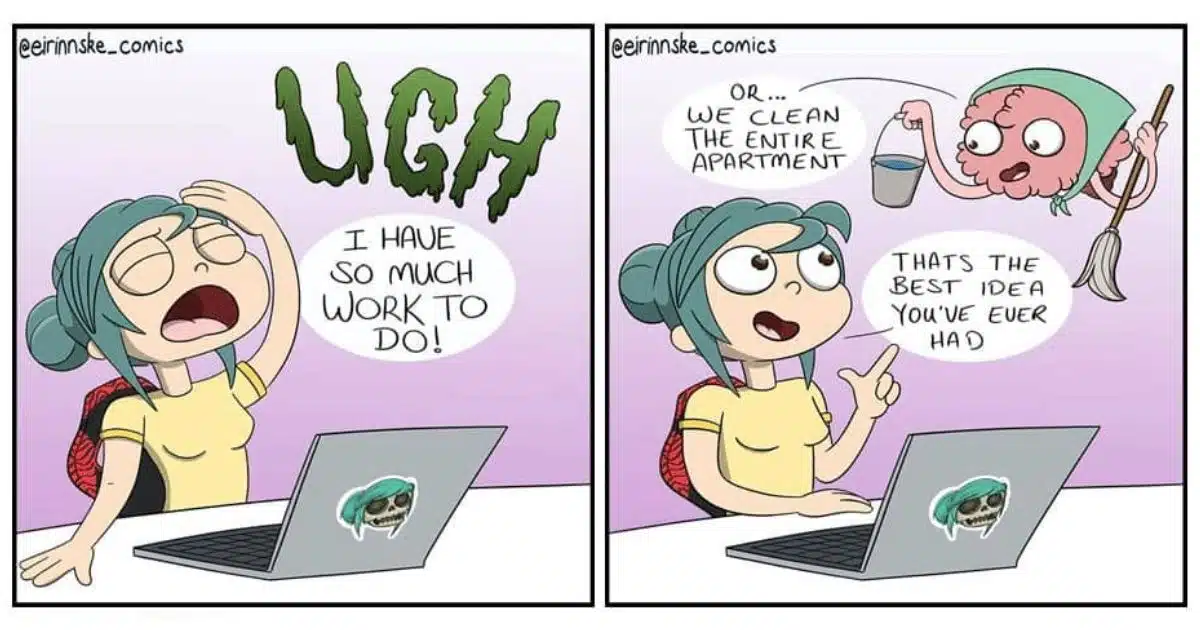 @eirinnske_comics
UGH
I HAVE
SO MUCH
WORK TO
DO!
@eirinnske_comics
OR...
WE CLEAN
THE ENTIRE
APARTMENT
THATS THE
BEST IDEA
YOU'VE EVER
HAD